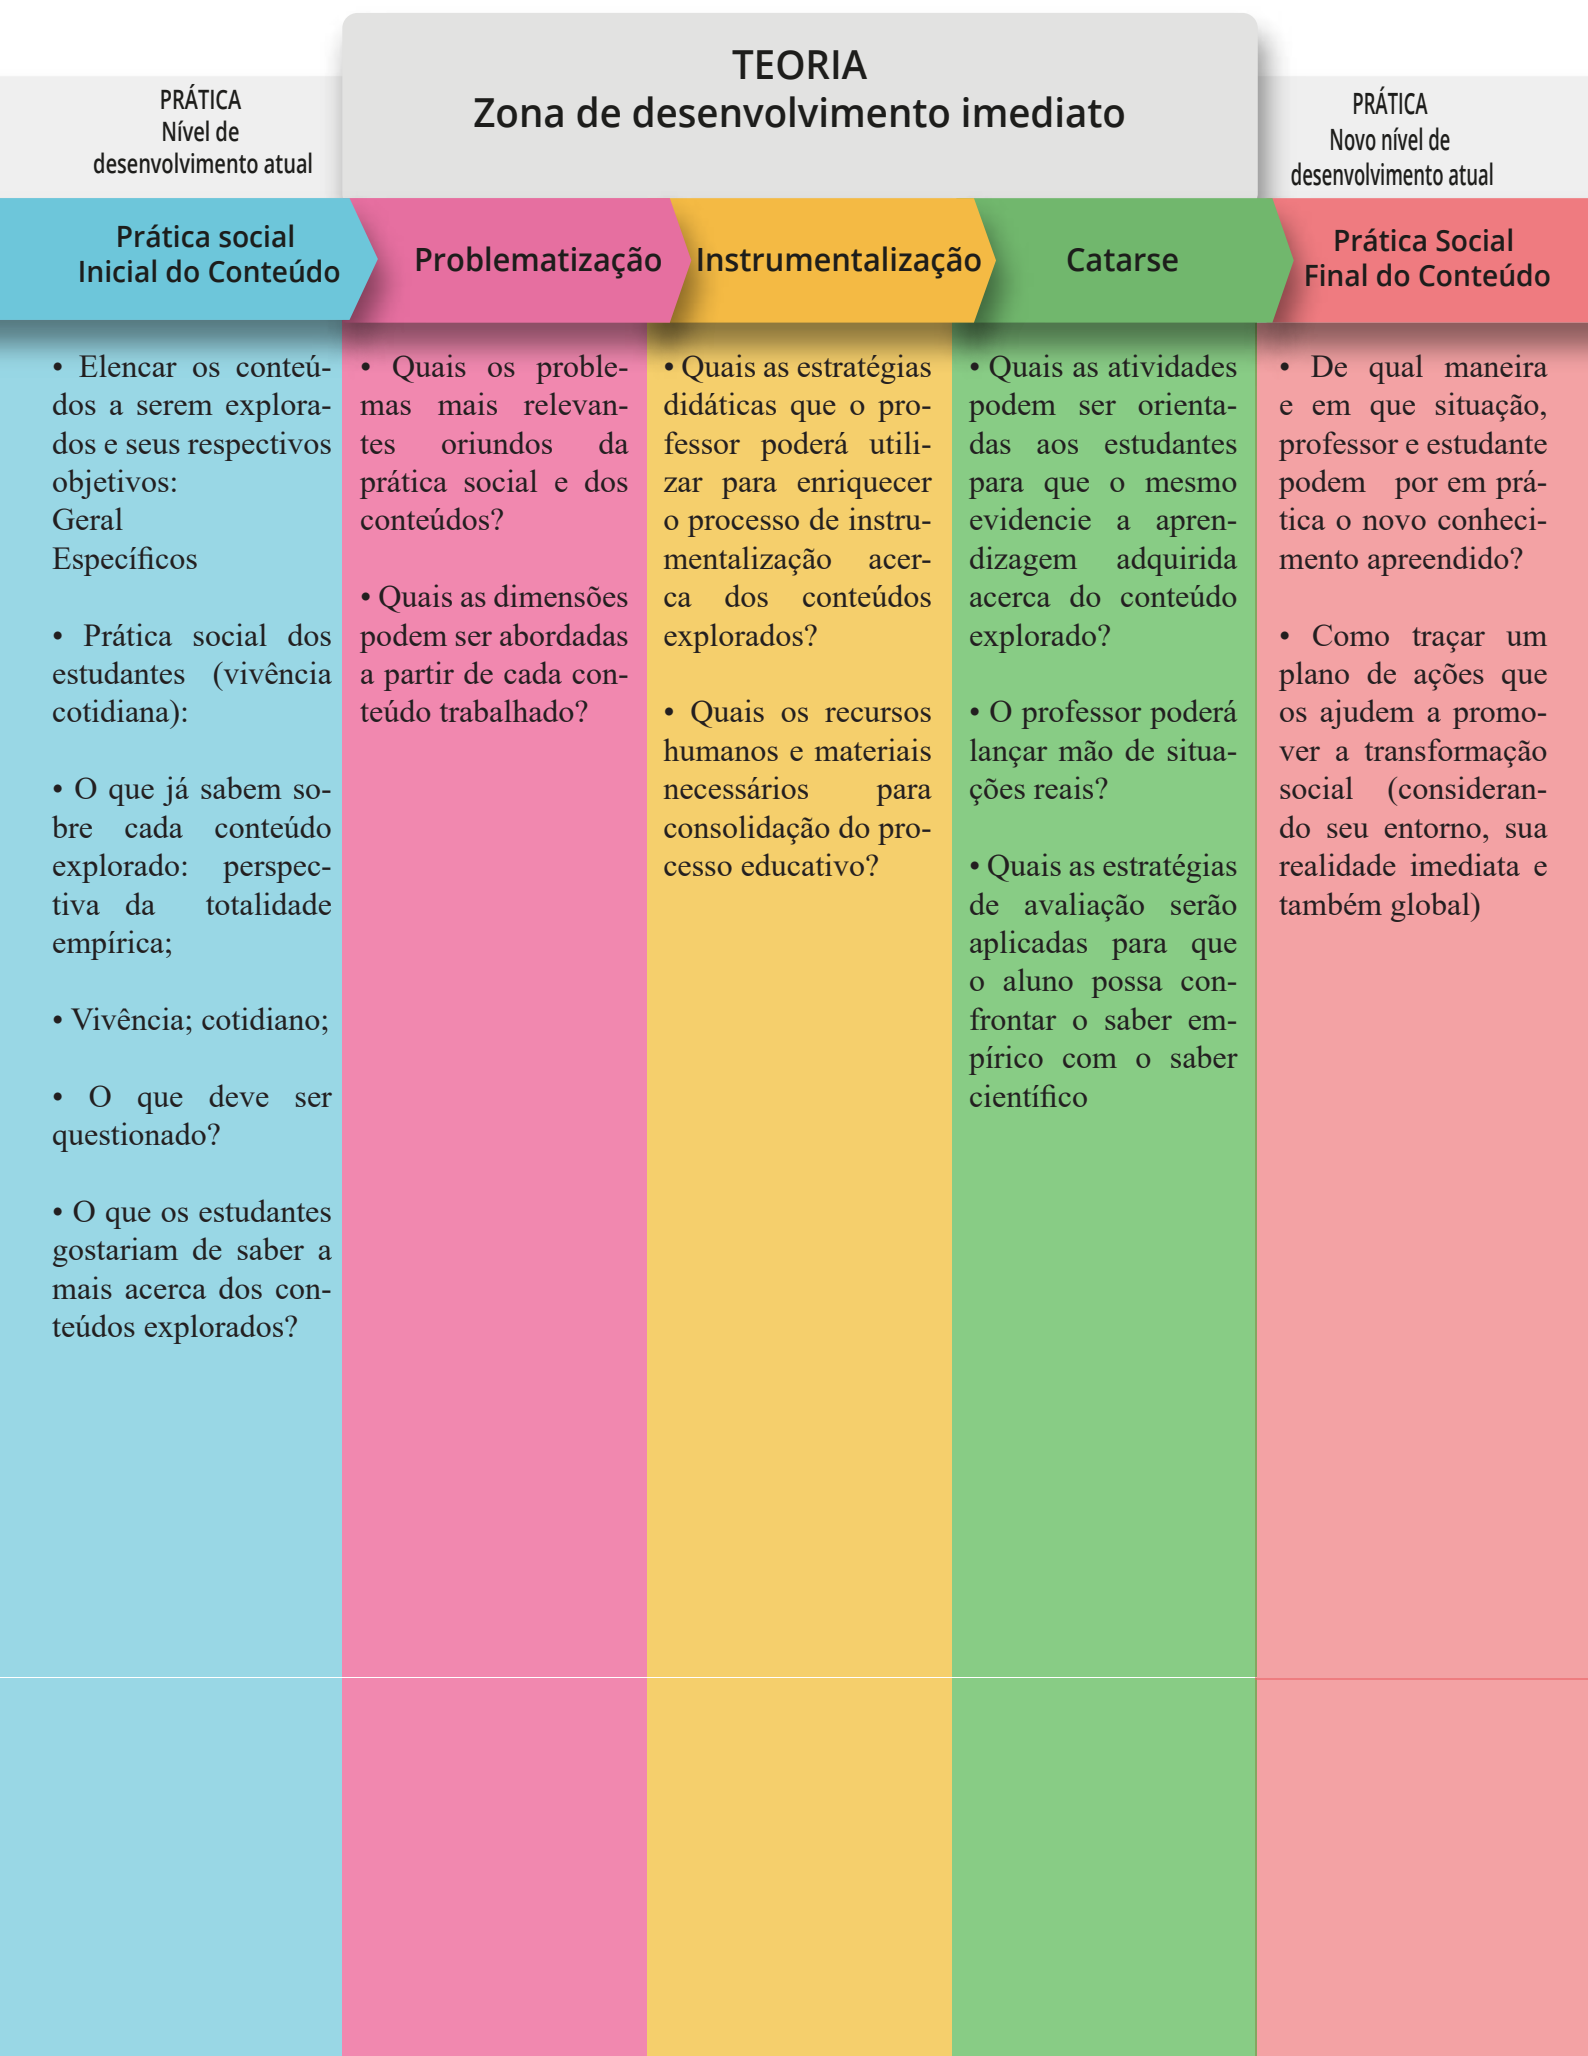 PRÁTICA
Nível de
desenvolvimento atual
TEORIA
Zona de desenvolvimento imediato
PRÁTICA
Novo nível de
desenvolvimento atual
Prática social
Inicial do Conteúdo
Problematização
Instrumentalização
Catarse
Prática Social
Final do Conteúdo
• Elencar os conteú-
dos a serem explora-
dos e seus respectivos
objetivos:
Geral
Específicos
• Prática social dos
estudantes (vivência
cotidiana):
• O que já sabem so-
bre cada conteúdo
explorado: perspec-
tiva da totalidade
empírica;
• Vivência; cotidiano;
• O que deve ser
questionado?
• O que os estudantes
gostariam de saber a
mais acerca dos con-
teúdos explorados?
• Quais os proble-
mas mais relevan-
tes oriundos da
prática social e dos
conteúdos?
• Quais as dimensões
podem ser abordadas
a partir de cada con-
teúdo trabalhado?
• Quais as estratégias
didáticas que o pro-
fessor poderá utili-
zar para enriquecer
o processo de instru-
mentalização acer-
ca dos conteúdos
explorados?
• Quais os recursos
humanos e materiais
necessários para
consolidação do pro-
cesso educativo?
• Quais as atividades
podem ser orienta-
das aos estudantes
para que o mesmo
evidencie a apren-
dizagem adquirida
acerca do conteúdo
explorado?
• O professor poderá
lançar mão de situa-
ções reais?
• Quais as estratégias
de avaliação serão
aplicadas para que
o aluno possa con-
frontar o saber em-
pírico com o saber
científico
• De qual maneira
e em que situação,
professor e estudante
podem por em prá-
tica o novo conheci-
mento apreendido?
• Como traçar um
plano de ações que
os ajudem a promo-
ver a transformação
social (consideran-
do seu entorno, sua
realidade imediata e
também global)